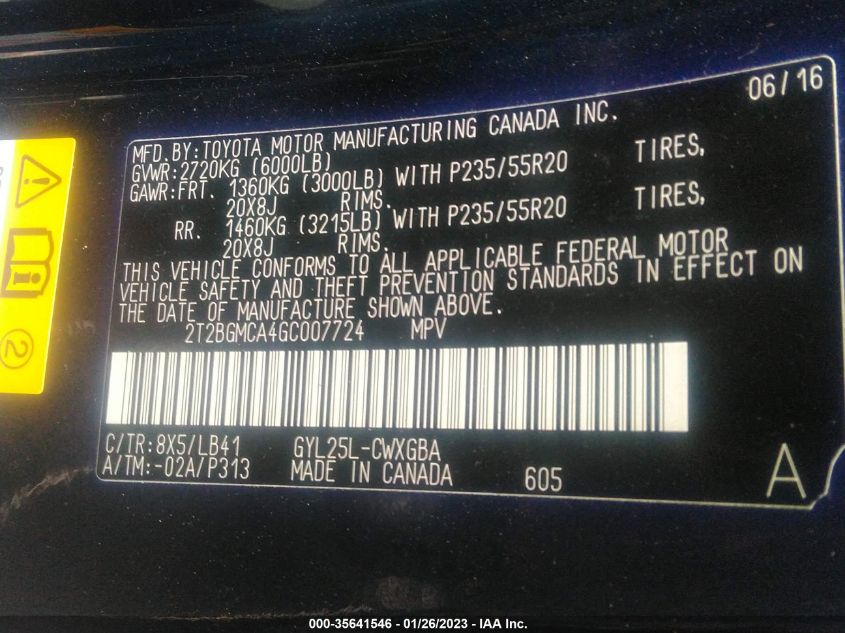 06/16
MFD.BY:TOYOTA MOTOR MANUFACTURING CANADA INC.
GVWR:2720KG (6000LB)
GAWR:FRT. 1360KG (3000LB) WITH P235/55R20 TIRES,
20X8J RIMS.
RR. 1460KG (3215LB) WITH P235/55R20 TIRES,
20X8J RIMS.
THIS VEHICLE CONFORMS TO ALL APPLICABLE FEDERAL MOTOR
VEHICLE SAFETY AND THEFT PREVENTION STANDARDS IN EFFECT ON
THE DATE OF MANUFACTURE SHOWN ABOVE.
2T2BGMCA4GC007724 MPV
C/TR:8X5/LB41 GYL25L-CWXGBA
A/TM:-02A/P313 MADE IN CANADA 605
A
2
000-35641546 — 01/26/2023 — IAA Inc.